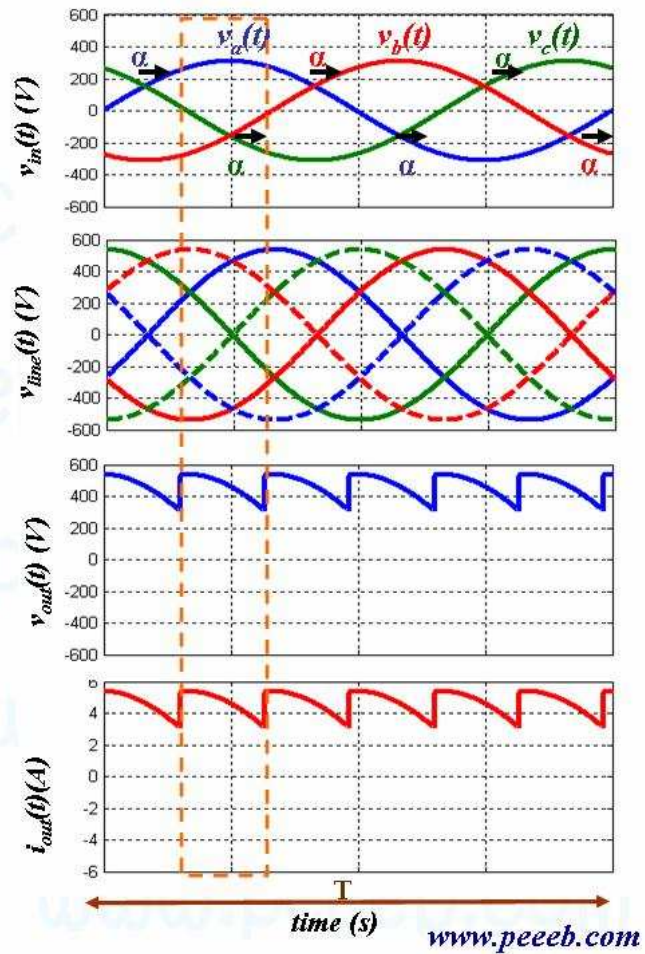 600
400
200
0
-200
-400
-600
v_in(t) (V)
v_a(t)
v_b(t)
v_c(t)
α
α
α
α
α
α
600
400
200
0
-200
-400
-600
v_line(t) (V)
600
400
200
0
-200
-400
-600
v_out(t) (V)
6
4
2
0
-2
-4
-6
i_out(t)(A)
T
time (s)
www.peeeb.com